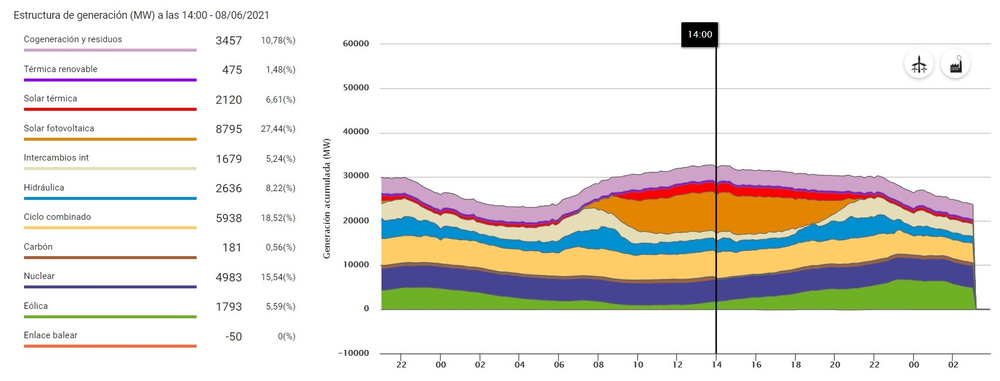 Estructura de generación (MW) a las 14:00 - 08/06/2021
Cogeneración y residuos 3457 10,78(%)
Térmica renovable 475 1,48(%)
Solar térmica 2120 6,61(%)
Solar fotovoltaica 8795 27,44(%)
Intercambios int 1679 5,24(%)
Hidráulica 2636 8,22(%)
Ciclo combinado 5938 18,52(%)
Carbón 181 0,56(%)
Nuclear 4983 15,54(%)
Eólica 1793 5,59(%)
Enlace balear -50 0(%)
14:00
Generación acumulada (MW)
60000
50000
40000
30000
20000
10000
0
−10000
22 00 02 04 06 08 10 12 14 16 18 20 22 00 02